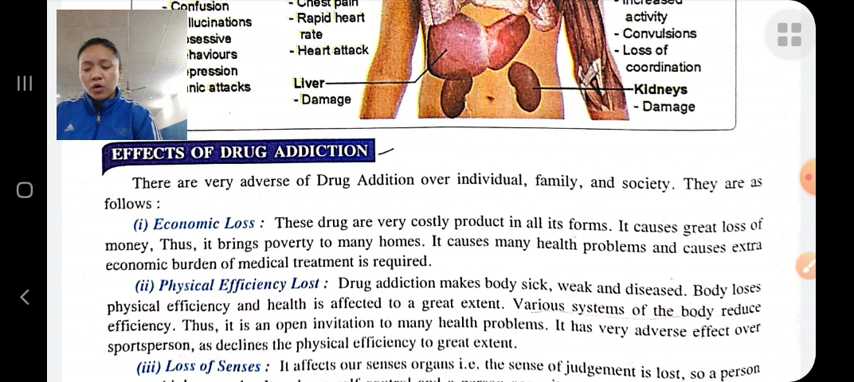 - Confusion
llucinations
sessive
haviours
pression
nic attacks
- Chest pain
- Rapid heart
rate
- Heart attack
Liver
- Damage
- Increased
activity
- Convulsions
- Loss of
coordination
Kidneys
- Damage
EFFECTS OF DRUG ADDICTION
There are very adverse of Drug Addition over individual, family, and society. They are as
follows :
(i) Economic Loss : These drug are very costly product in all its forms. It causes great loss of
money, Thus, it brings poverty to many homes. It causes many health problems and causes extra
economic burden of medical treatment is required.
(ii) Physical Efficiency Lost : Drug addiction makes body sick, weak and diseased. Body loses
physical efficiency and health is affected to a great extent. Various systems of the body reduce
efficiency. Thus, it is an open invitation to many health problems. It has very adverse effect over
sportsperson, as declines the physical efficiency to great extent.
(iii) Loss of Senses : It affects our senses organs i.e. the sense of judgement is lost, so a person